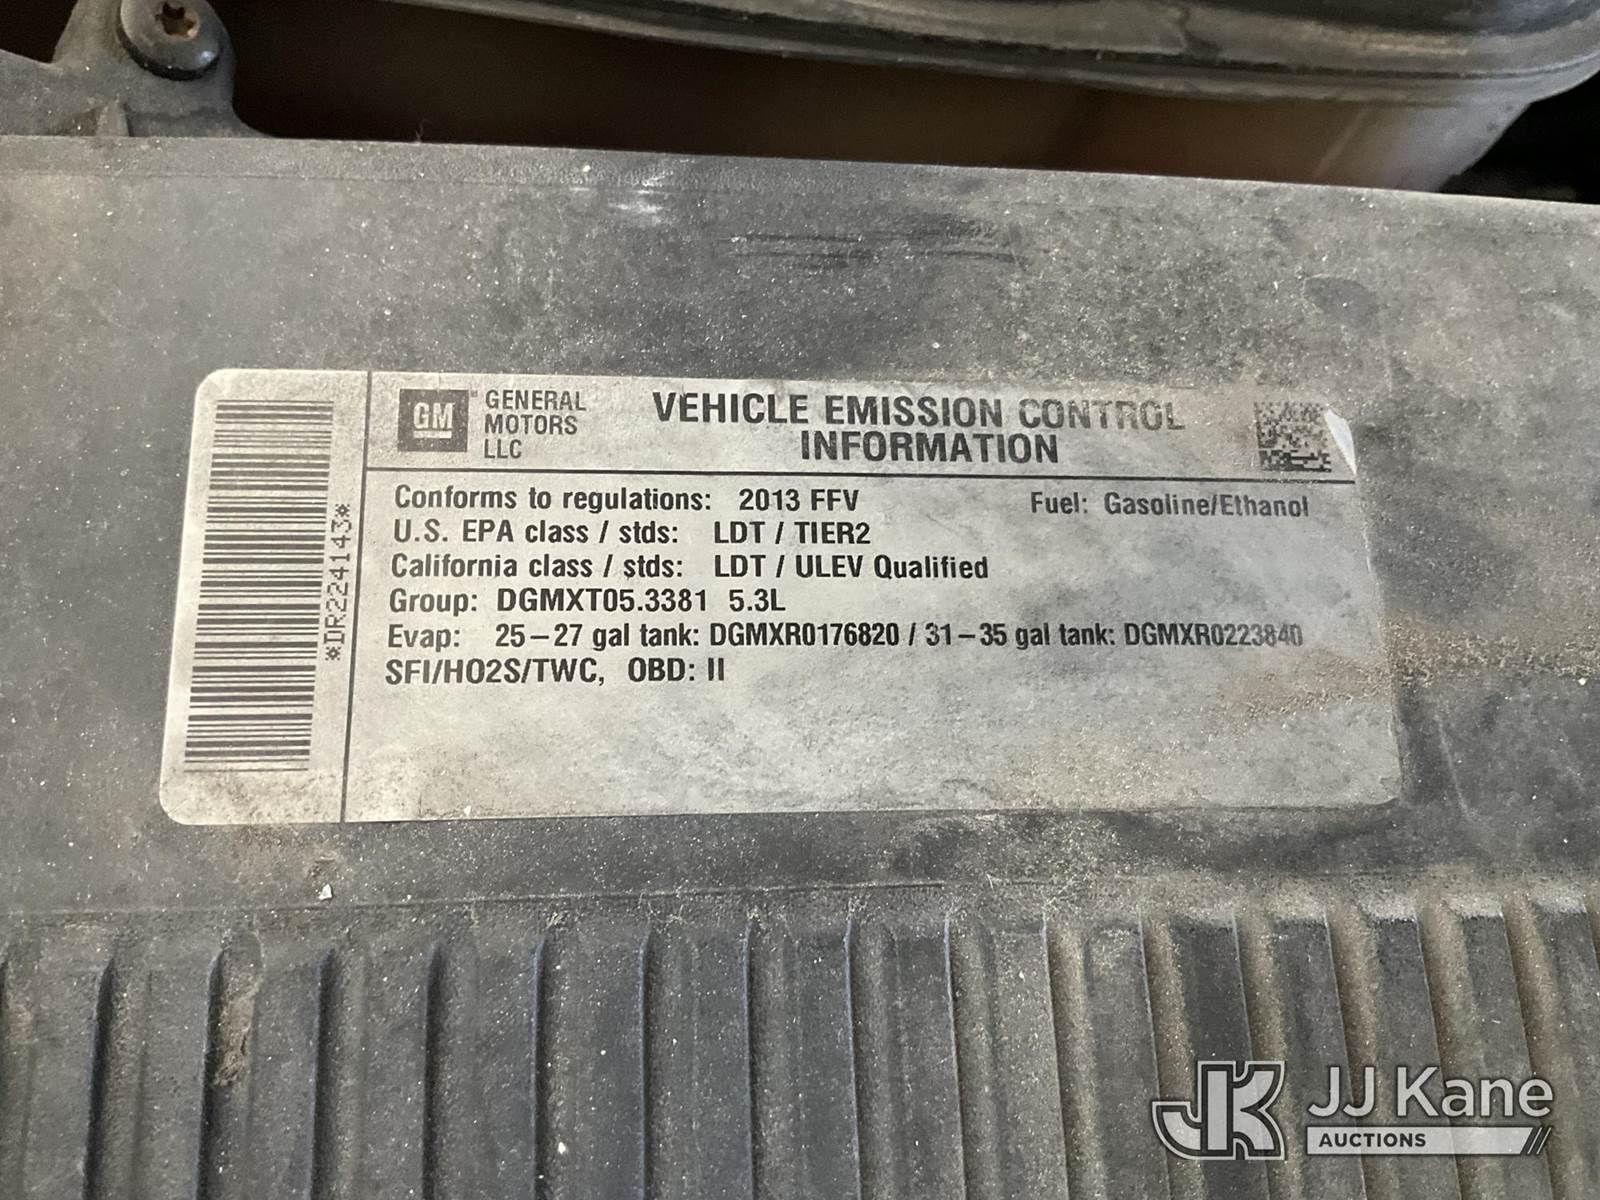 *DR224143*
GM
GENERAL
MOTORS
LLC
VEHICLE EMISSION CONTROL
INFORMATION
Conforms to regulations: 2013 FFV Fuel: Gasoline/Ethanol
U.S. EPA class / stds: LDT / TIER2
California class / stds: LDT / ULEV Qualified
Group: DGMXT05.3381 5.3L
Evap: 25-27 gal tank: DGMXR0176820 / 31-35 gal tank: DGMXR0223840
SFI/HO2S/TWC, OBD: II
JK JJ Kane
AUCTIONS